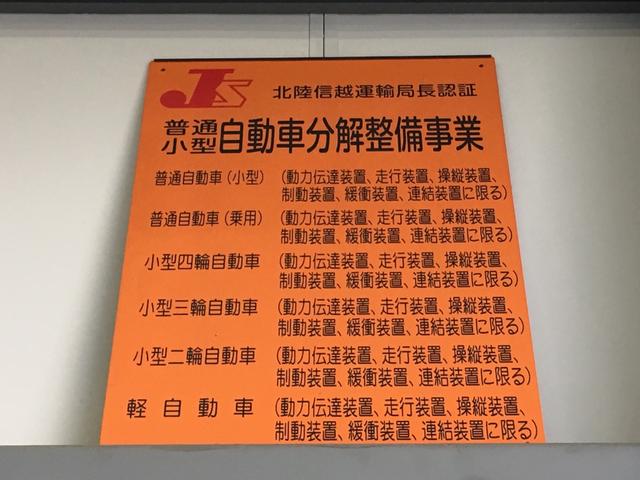 JS 北陸信越運輸局長認証
普通
小型 自動車分解整備事業
普通自動車(小型) (動力伝達装置、走行装置、操縦装置、
制動装置、緩衝装置、連結装置に限る)
普通自動車(乗用) (動力伝達装置、走行装置、操縦装置、
制動装置、緩衝装置、連結装置に限る)
小型四輪自動車 (動力伝達装置、走行装置、操縦装置、
制動装置、緩衝装置、連結装置に限る)
小型三輪自動車 (動力伝達装置、走行装置、操縦装置、
制動装置、緩衝装置、連結装置に限る)
小型二輪自動車 (動力伝達装置、走行装置、操縦装置、
制動装置、緩衝装置、連結装置に限る)
軽自動車 (動力伝達装置、走行装置、操縦装置、
制動装置、緩衝装置、連結装置に限る)